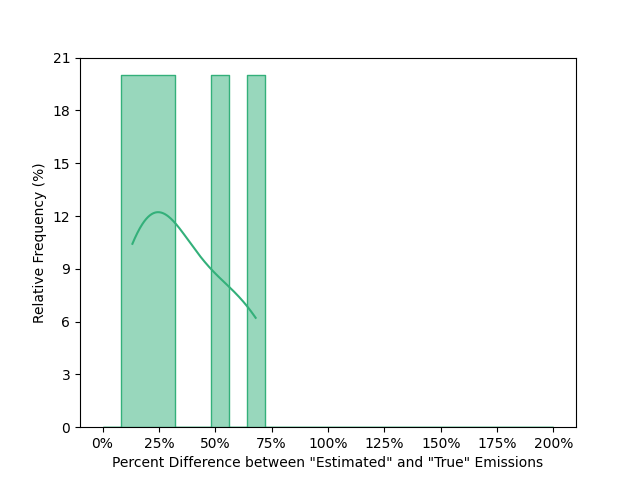 21
18
15
12
9
6
3
0
Relative Frequency (%)
0% 25% 50% 75% 100% 125% 150% 175% 200%
Percent Difference between "Estimated" and "True" Emissions